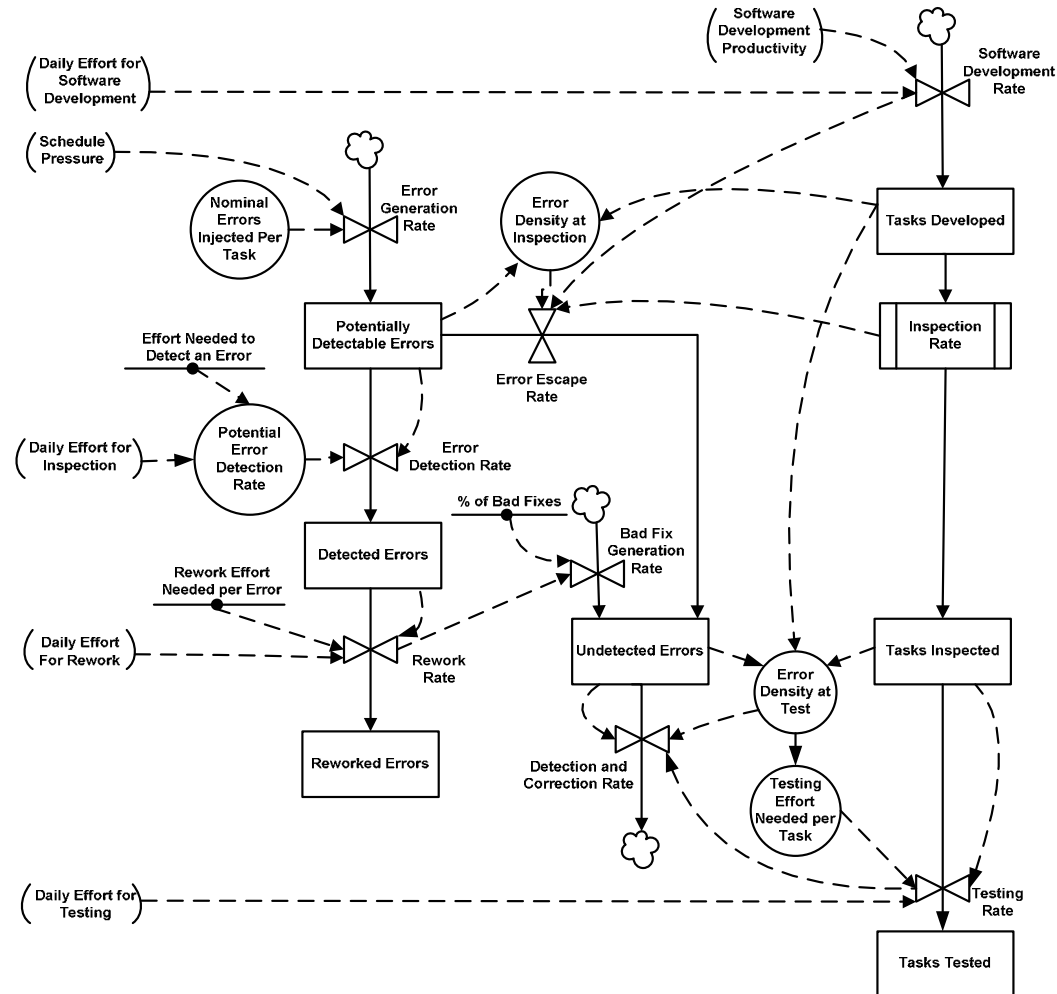 Software
Development
Productivity
Software
Development
Rate
Daily Effort for
Software
Development
Schedule
Pressure
Nominal
Errors
Injected Per
Task
Error
Generation
Rate
Error
Density at
Inspection
Tasks Developed
Potentially
Detectable Errors
Inspection
Rate
Effort Needed to
Detect an Error
Error Escape
Rate
Daily Effort for
Inspection
Potential
Error
Detection
Rate
Error
Detection Rate
% of Bad Fixes
Bad Fix
Generation
Rate
Detected Errors
Rework Effort
Needed per Error
Daily Effort
For Rework
Rework
Rate
Undetected Errors
Error
Density at
Test
Tasks Inspected
Reworked Errors
Detection and
Correction Rate
Testing
Effort
Needed per
Task
Daily Effort for
Testing
Testing
Rate
Tasks Tested